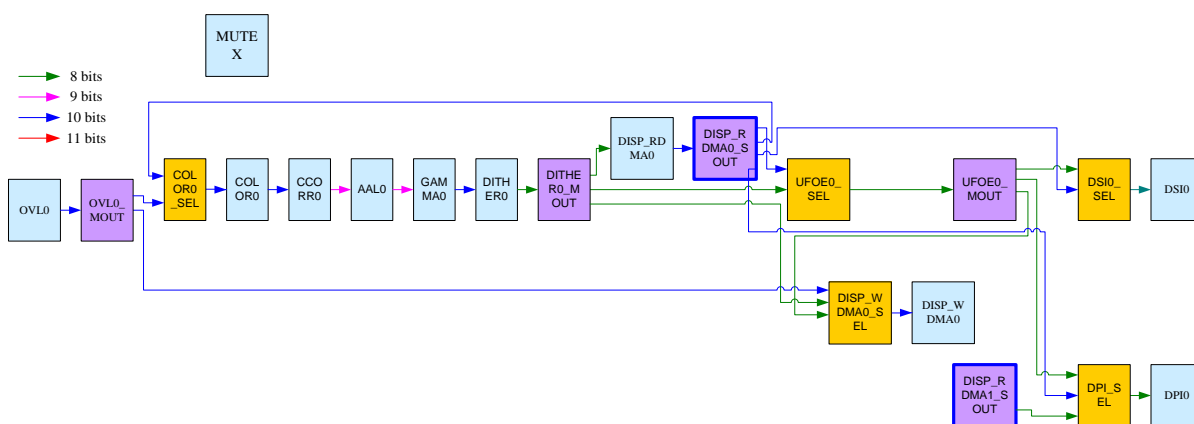 MUTE
X
8 bits
9 bits
10 bits
11 bits
OVL0
OVL0_
MOUT
COL
OR0
_SEL
COL
OR0
CCO
RR0
AAL0
GAM
MA0
DITH
ER0
DITHE
R0_M
OUT
DISP_RD
MA0
DISP_R
DMA0_S
OUT
UFOE0_
SEL
UFOE0
_MOUT
DSI0_
SEL
DSI0
DISP_W
DMA0_S
EL
DISP_W
DMA0
DISP_R
DMA1_S
OUT
DPI_S
EL
DPI0